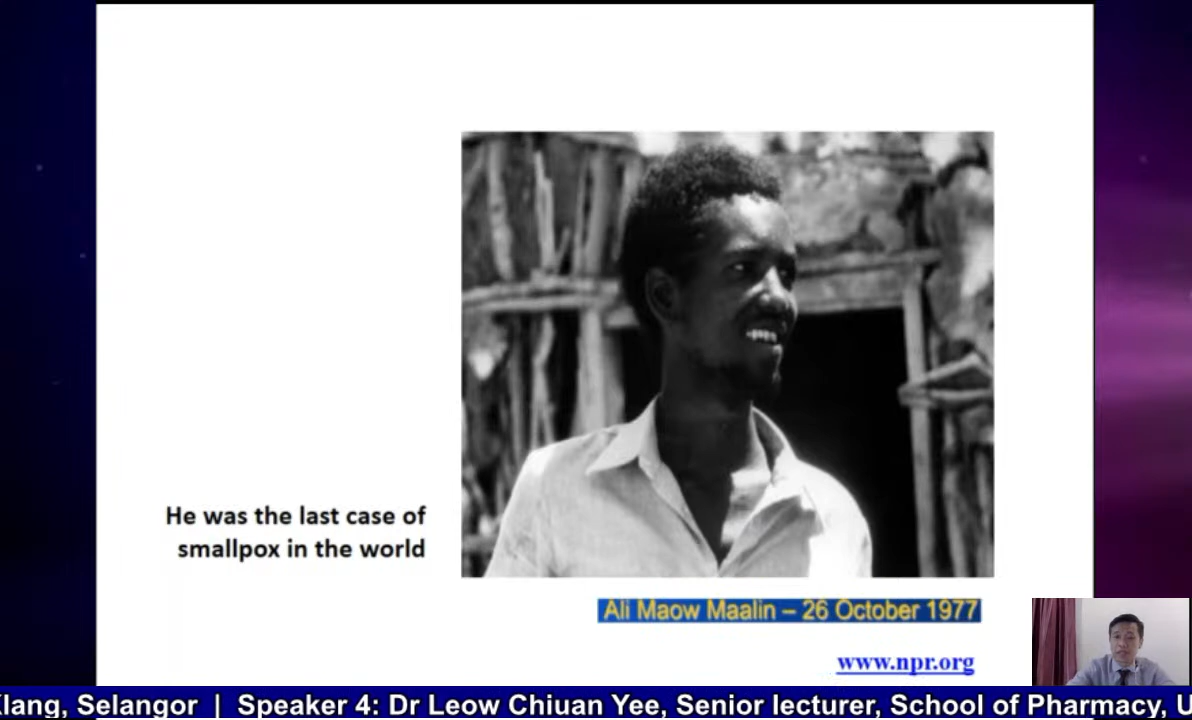 He was the last case of
smallpox in the world
Ali Maow Maalin – 26 October 1977
www.npr.org
Klang, Selangor | Speaker 4: Dr Leow Chiuan Yee, Senior lecturer, School of Pharmacy, U